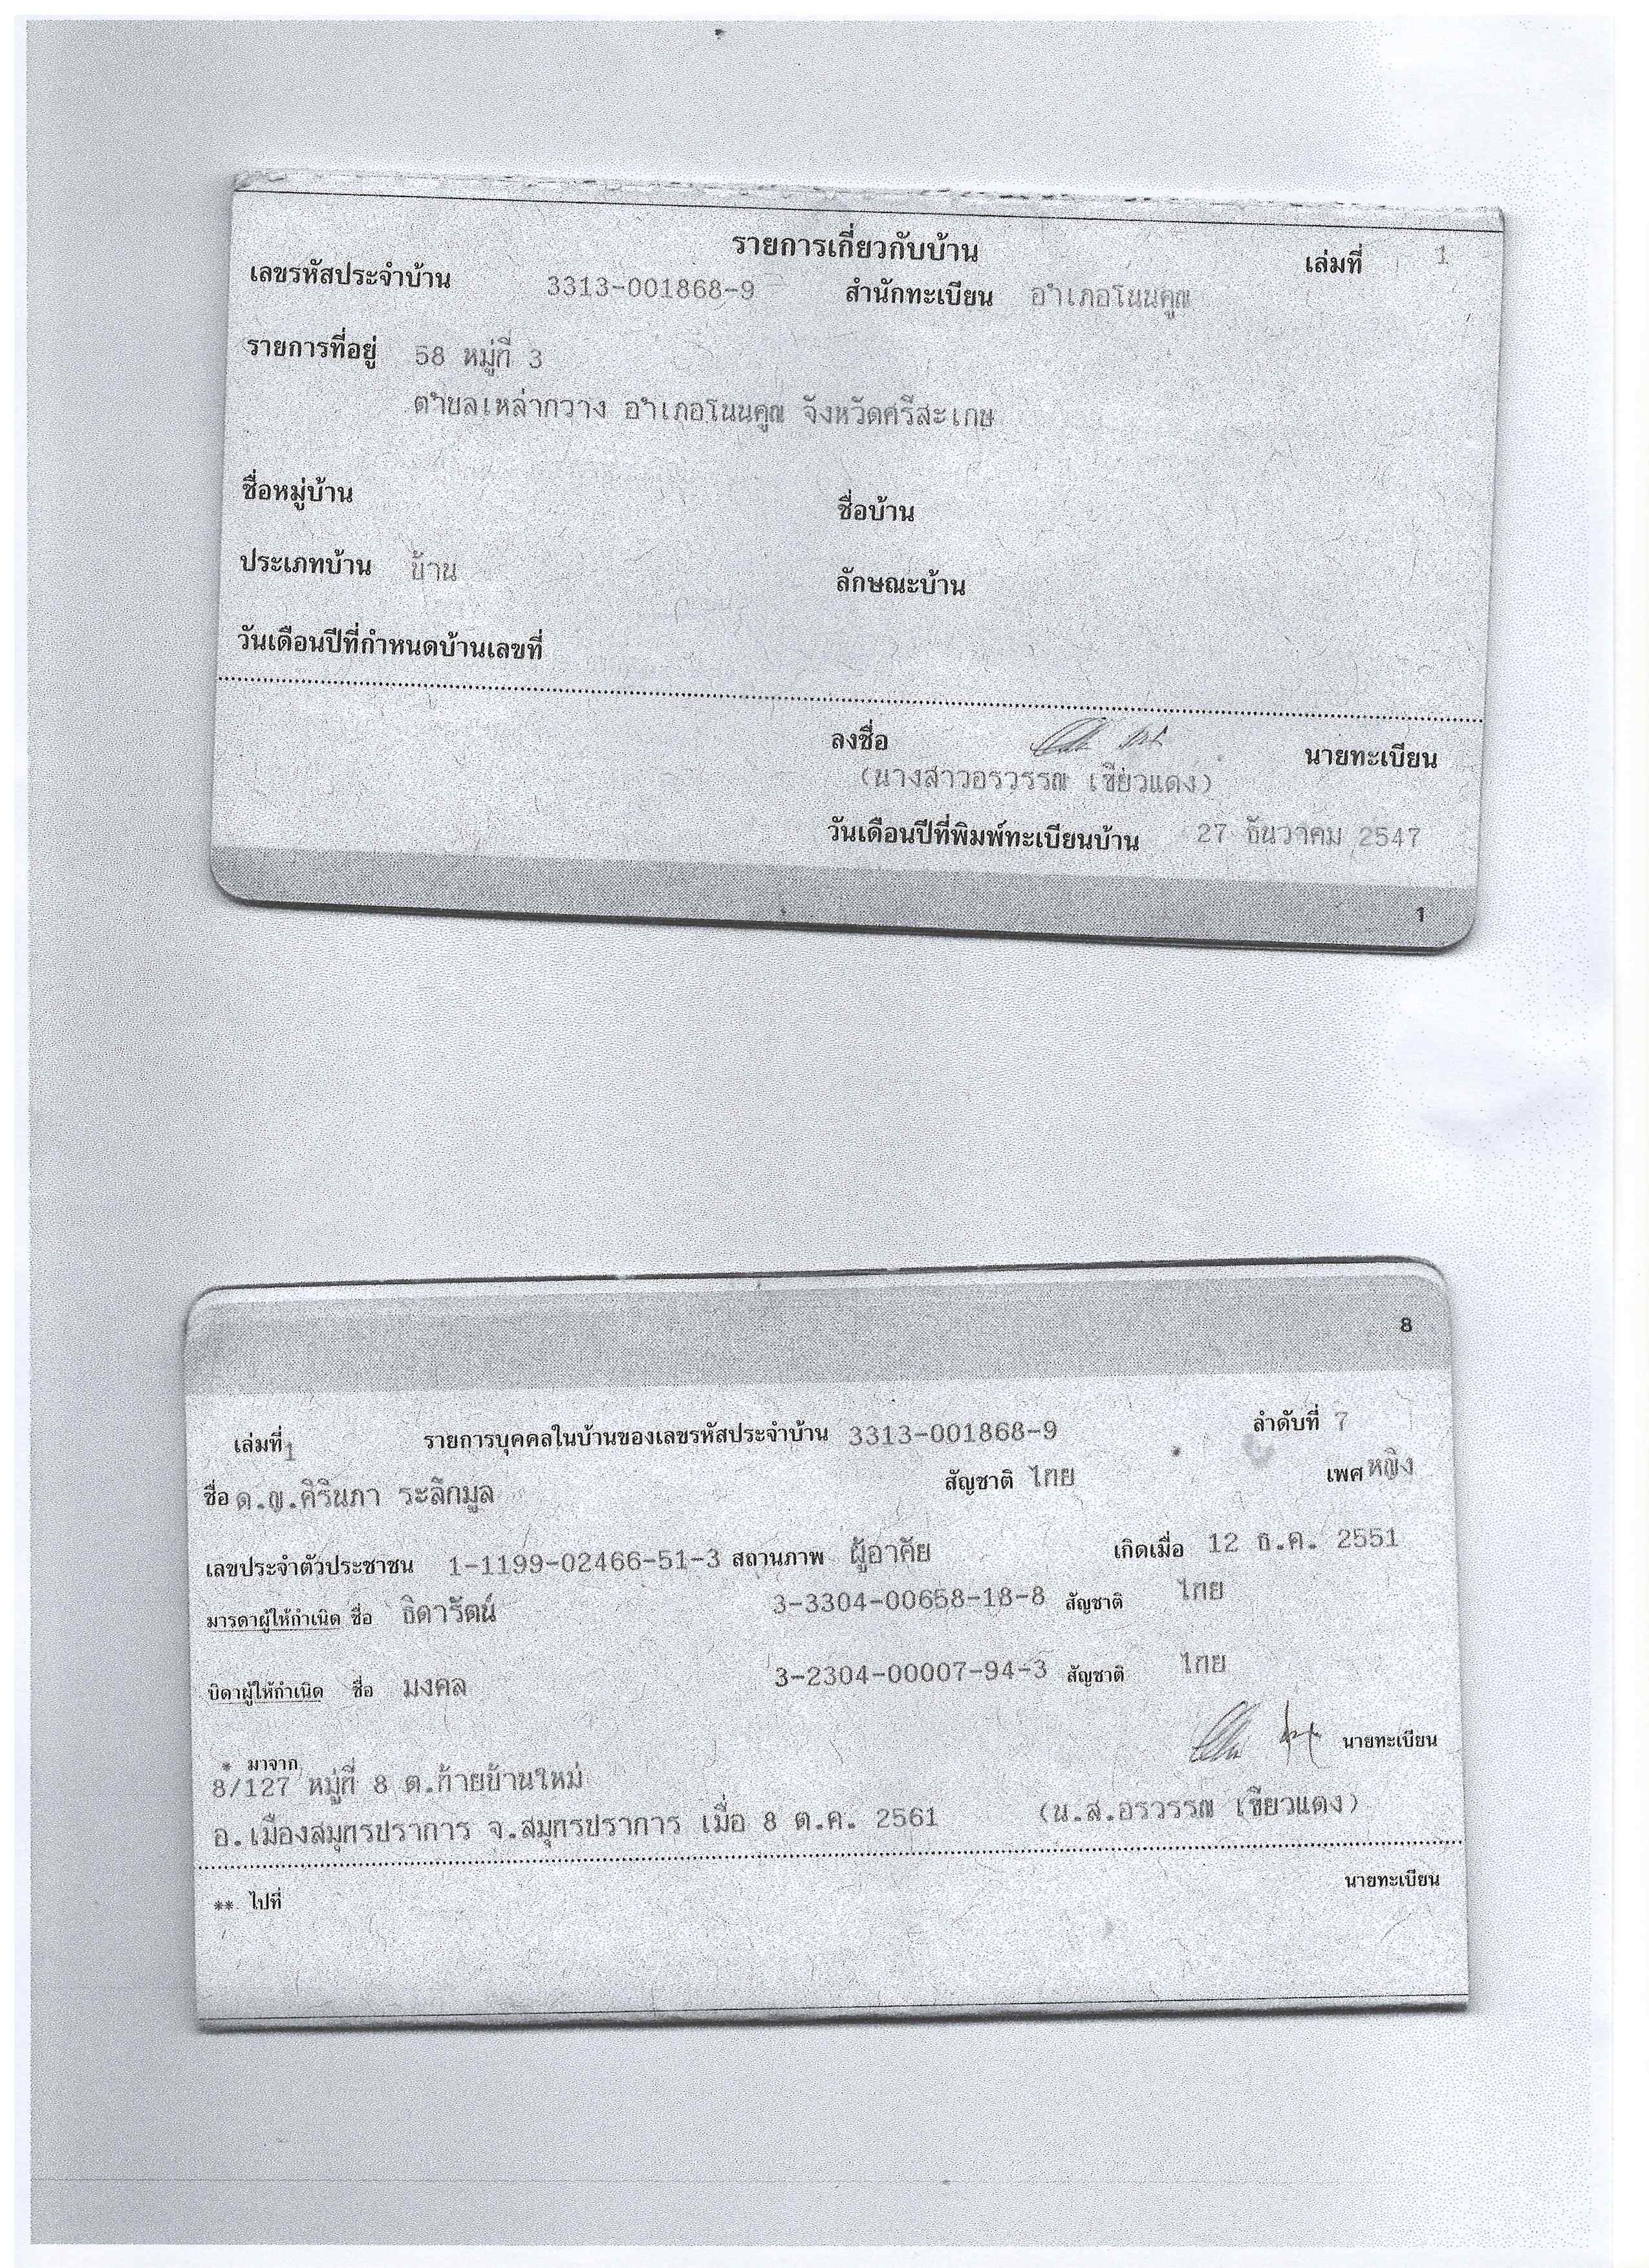 รายการเกี่ยวกับบ้าน เล่มที่ 1
เลขรหัสประจำบ้าน 3313-001868-9 สำนักทะเบียน อำเภอโนนคูณ
รายการที่อยู่ 58 หมู่ที่ 3
ตำบลเหล่ากวาง อำเภอโนนคูณ จังหวัดศรีสะเกษ
ชื่อหมู่บ้าน ชื่อบ้าน
ประเภทบ้าน บ้าน ลักษณะบ้าน
วันเดือนปีที่กำหนดบ้านเลขที่
ลงชื่อ นายทะเบียน
(นางสาวอรวรรณ เขียวแดง)
วันเดือนปีที่พิมพ์ทะเบียนบ้าน 27 ธันวาคม 2547
1
8
เล่มที่ 1 รายการบุคคลในบ้านของเลขรหัสประจำบ้าน 3313-001868-9 ลำดับที่ 7
ชื่อ ด.ญ.ศิรินภา ระลึกมูล สัญชาติ ไทย เพศ หญิง
เลขประจำตัวประชาชน 1-1199-02466-51-3 สถานภาพ ผู้อาศัย เกิดเมื่อ 12 ธ.ค. 2551
มารดาผู้ให้กำเนิด ชื่อ ธิดารัตน์ 3-3304-00658-18-8 สัญชาติ ไทย
บิดาผู้ให้กำเนิด ชื่อ มงคล 3-2304-00007-94-3 สัญชาติ ไทย
นายทะเบียน
* มาจาก
8/127 หมู่ที่ 8 ต.ท้ายบ้านใหม่
อ.เมืองสมุทรปราการ จ.สมุทรปราการ เมื่อ 8 ต.ค. 2561 (น.ส.อรวรรณ เขียวแดง)
** ไปที่ นายทะเบียน